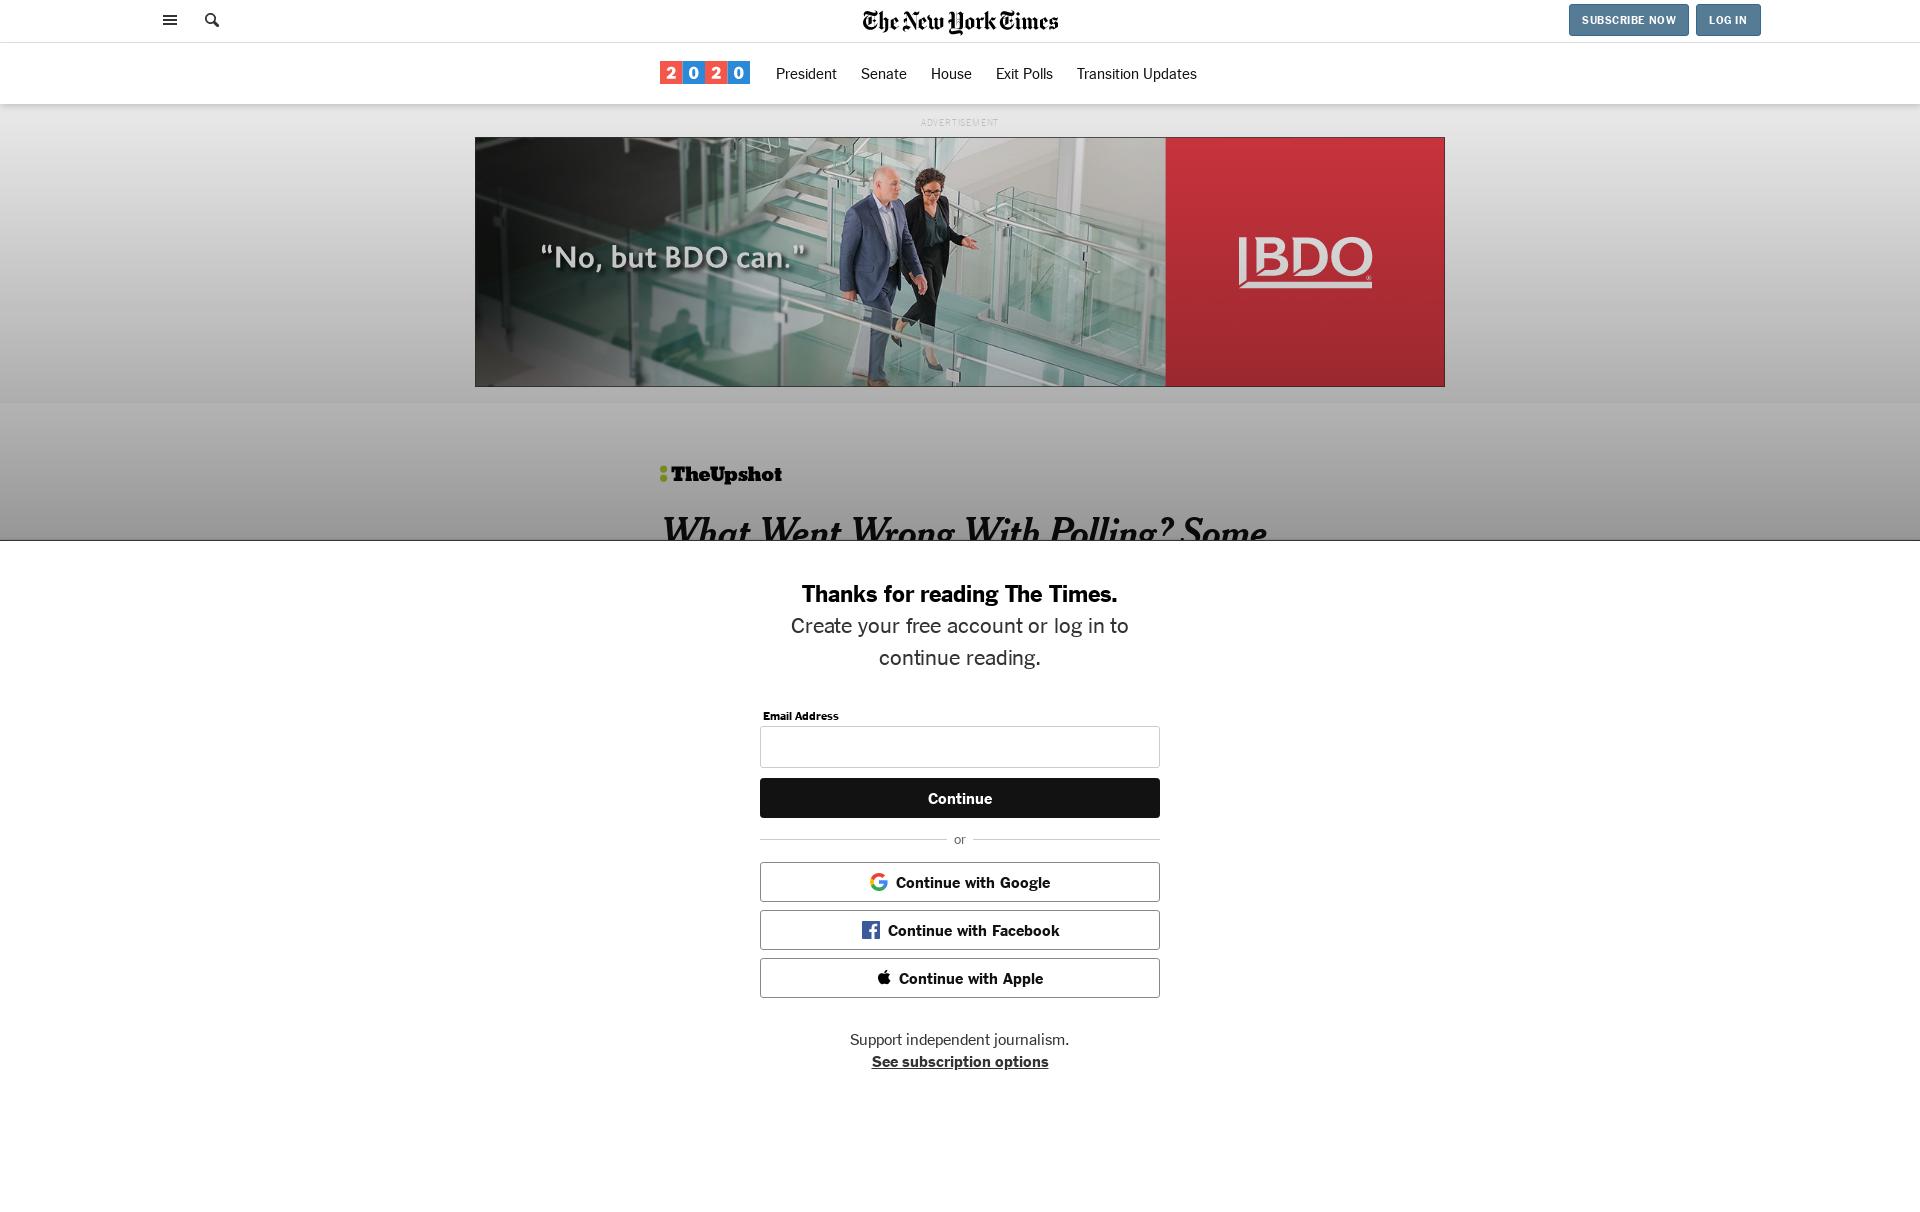 The New York Times
SUBSCRIBE NOW
LOG IN
2020
President
Senate
House
Exit Polls
Transition Updates
ADVERTISEMENT
“No, but BDO can.”
BDO
TheUpshot
What Went Wrong With Polling? Some
Thanks for reading The Times.
Create your free account or log in to
continue reading.
Email Address
Continue
or
Continue with Google
Continue with Facebook
Continue with Apple
Support independent journalism.
See subscription options